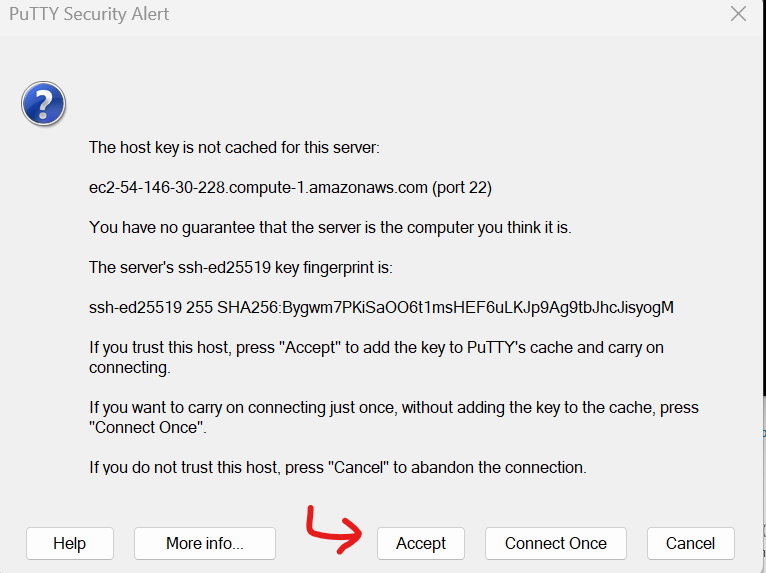 PuTTY Security Alert
The host key is not cached for this server:
ec2-54-146-30-228.compute-1.amazonaws.com (port 22)
You have no guarantee that the server is the computer you think it is.
The server's ssh-ed25519 key fingerprint is:
ssh-ed25519 255 SHA256:Bygwm7PKiSaOO6t1msHEF6uLKJp9Ag9tbJhcJisyogM
If you trust this host, press "Accept" to add the key to PuTTY's cache and carry on
connecting.
If you want to carry on connecting just once, without adding the key to the cache, press
"Connect Once".
If you do not trust this host, press "Cancel" to abandon the connection.
Help More info... Accept Connect Once Cancel